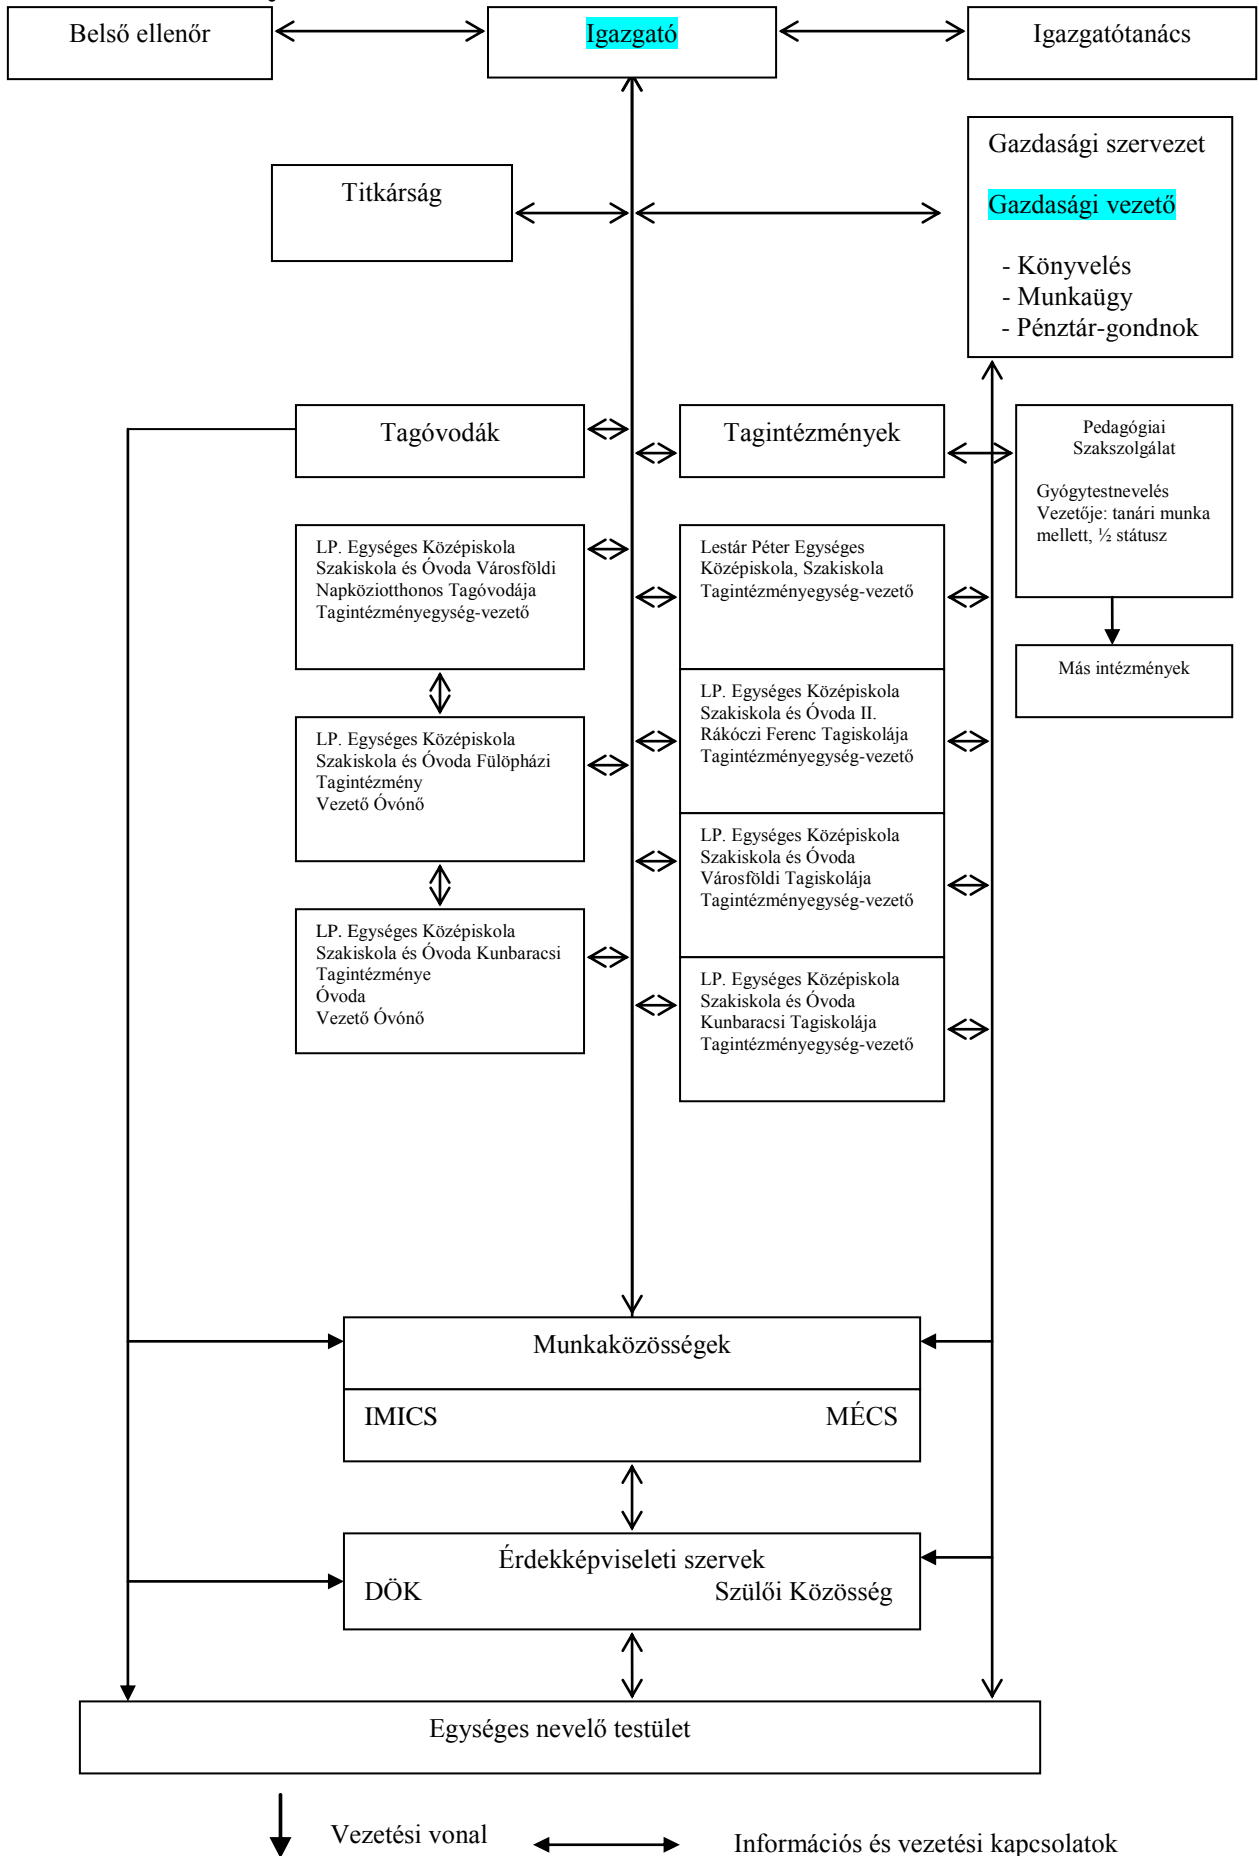 Belső ellenőr
Igazgató
Igazgatótanács
Gazdasági szervezet
Gazdasági vezető
- Könyvelés
- Munkaügy
- Pénztár-gondnok
Titkárság
Tagóvodák
Tagintézmények
Pedagógiai
Szakszolgálat
Gyógytestnevelés
Vezetője: tanári munka
mellett, ½ státusz
Más intézmények
LP. Egységes Középiskola
Szakiskola és Óvoda Városföldi
Napköziotthonos Tagóvodája
Tagintézményegység-vezető
LP. Egységes Középiskola
Szakiskola és Óvoda Fülöpházi
Tagintézmény
Vezető Óvónő
LP. Egységes Középiskola
Szakiskola és Óvoda Kunbaracsi
Tagintézménye
Óvoda
Vezető Óvónő
Lestár Péter Egységes
Középiskola, Szakiskola
Tagintézményegység-vezető
LP. Egységes Középiskola
Szakiskola és Óvoda II.
Rákóczi Ferenc Tagiskolája
Tagintézményegység-vezető
LP. Egységes Középiskola
Szakiskola és Óvoda
Városföldi Tagiskolája
Tagintézményegység-vezető
LP. Egységes Középiskola
Szakiskola és Óvoda
Kunbaracsi Tagiskolája
Tagintézményegység-vezető
Munkaközösségek
IMICS MÉCS
Érdekképviseleti szervek
DÖK Szülői Közösség
Egységes nevelő testület
Vezetési vonal
Információs és vezetési kapcsolatok